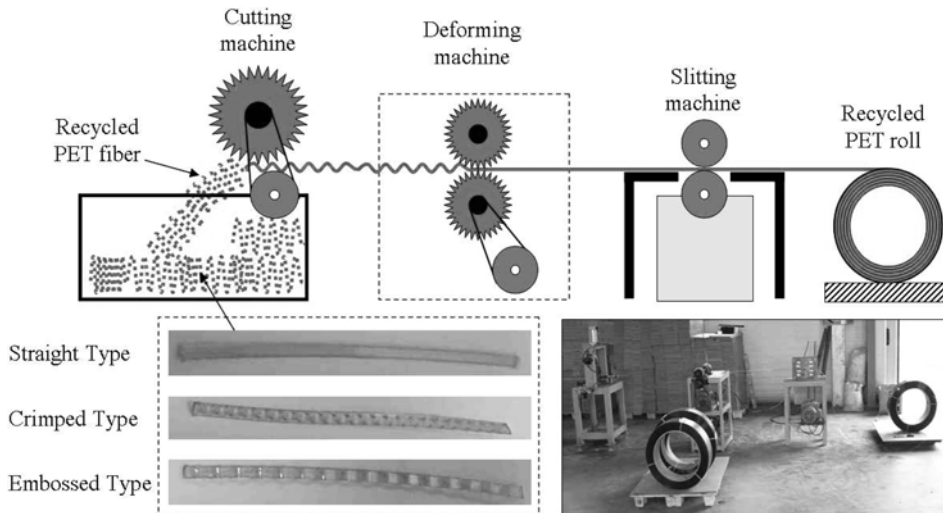 Cutting
machine
Deforming
machine
Slitting
machine
Recycled
PET roll
Recycled
PET fiber
Straight Type
Crimped Type
Embossed Type